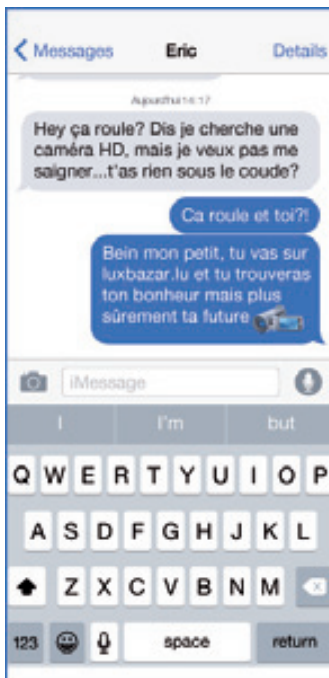 Messages Eric Details
Aujourd'hui 14:17
Hey ça roule? Dis je cherche une
caméra HD, mais je veux pas me
saigner...t'as rien sous le coude?
Ca roule et toi?!
Bein mon petit, tu vas sur
luxbazar.lu et tu trouveras
ton bonheur mais plus
sûrement ta future
iMessage
I I'm but
Q W E R T Y U I O P
A S D F G H J K L
Z X C V B N M
123 space return